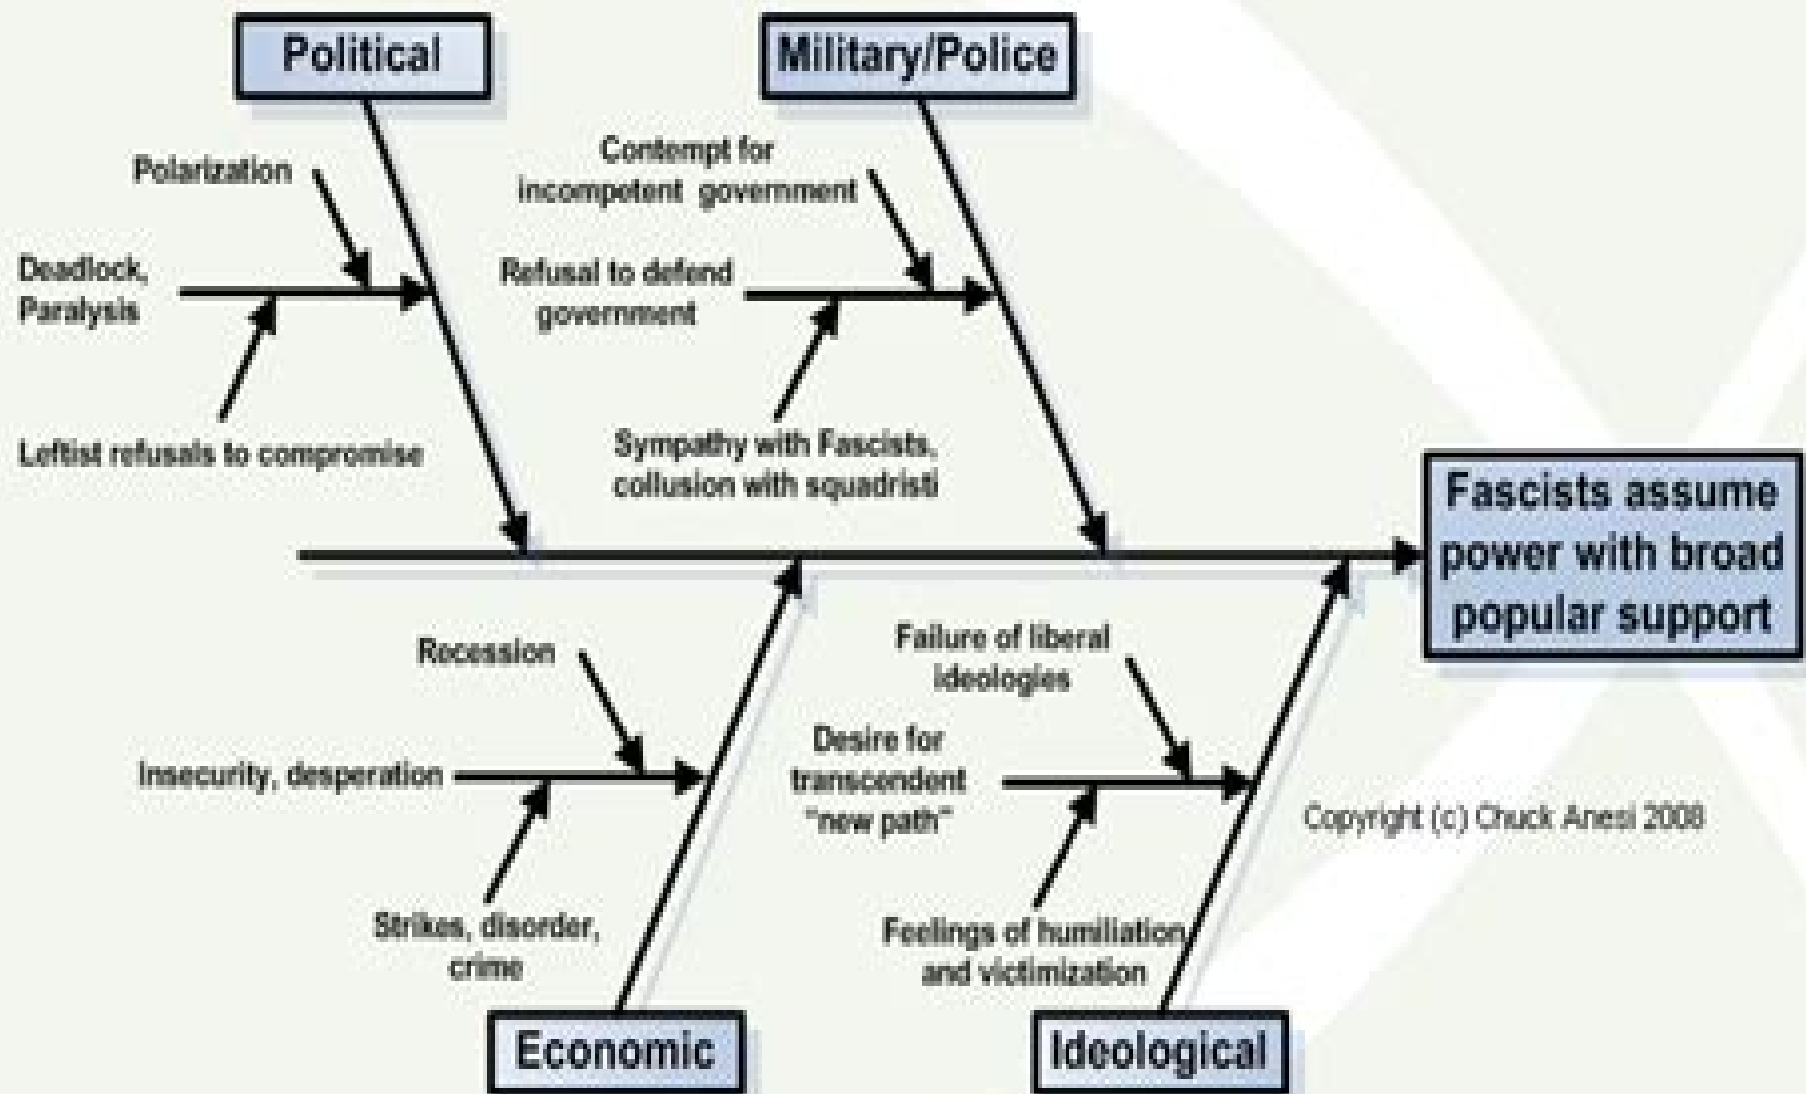 Political
Military/Police
Polarization
Contempt for
incompetent government
Deadlock,
Paralysis
Refusal to defend
government
Leftist refusals to compromise
Sympathy with Fascists,
collusion with squadristi
Fascists assume
power with broad
popular support
Recession
Failure of liberal
ideologies
Insecurity, desperation
Desire for
transcendent
"new path"
Copyright (c) Chuck Anesi 2008
Strikes, disorder,
crime
Feelings of humiliation
and victimization
Economic
Ideological